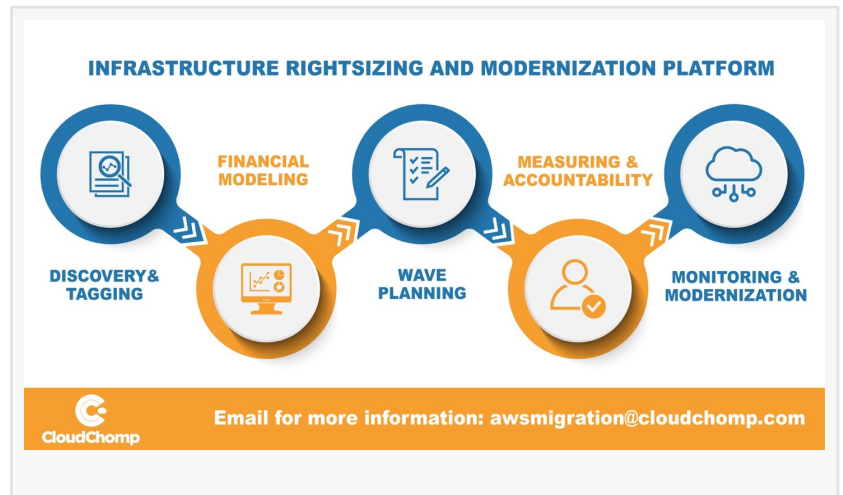 INFRASTRUCTURE RIGHTSIZING AND MODERNIZATION PLATFORM
FINANCIAL
MODELING
MEASURING &
ACCOUNTABILITY
DISCOVERY&
TAGGING
WAVE
PLANNING
MONITORING &
MODERNIZATION
CloudChomp
Email for more information: awsmigration@cloudchomp.com